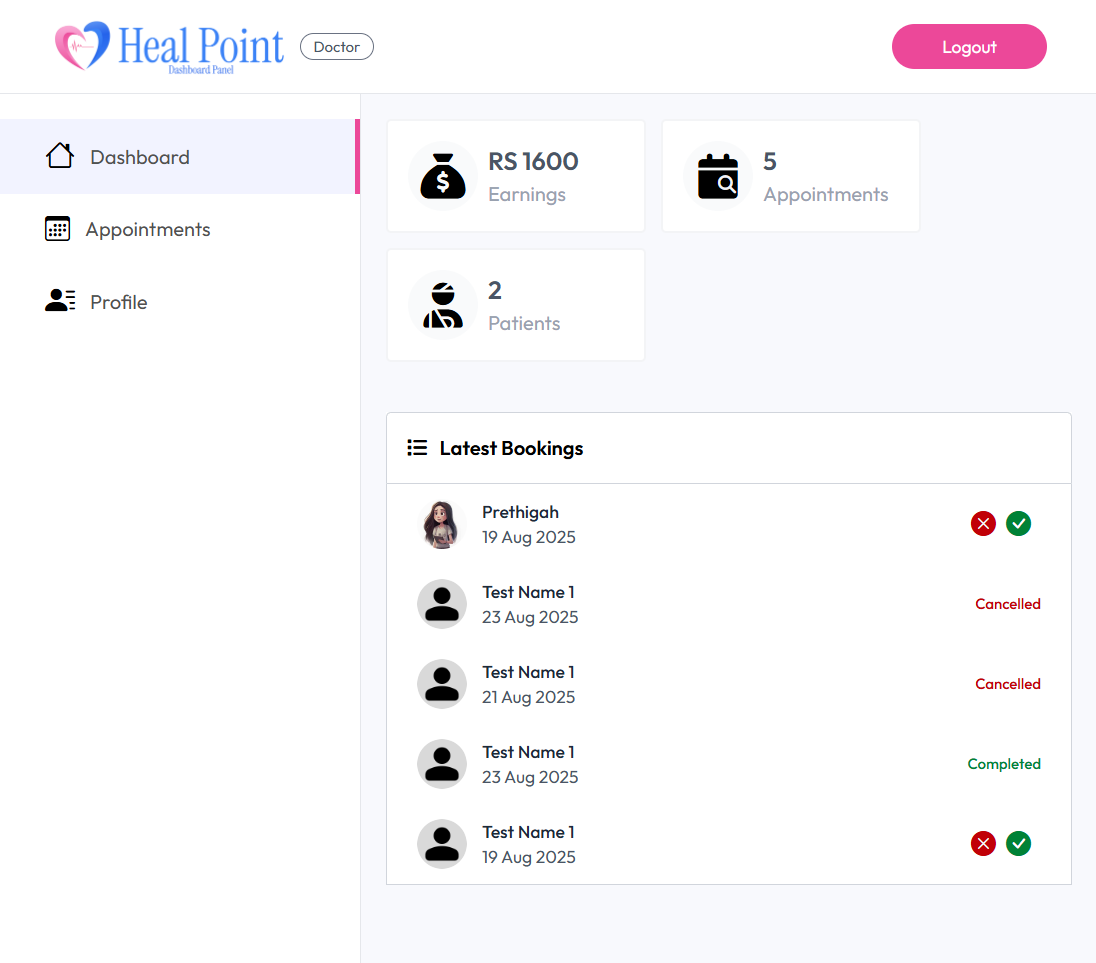 Heal Point
Dashboard Panel
Doctor
Logout
Dashboard
Appointments
Profile
RS 1600
Earnings
5
Appointments
2
Patients
Latest Bookings
Prethigah
19 Aug 2025
Test Name 1
23 Aug 2025
Cancelled
Test Name 1
21 Aug 2025
Cancelled
Test Name 1
23 Aug 2025
Completed
Test Name 1
19 Aug 2025